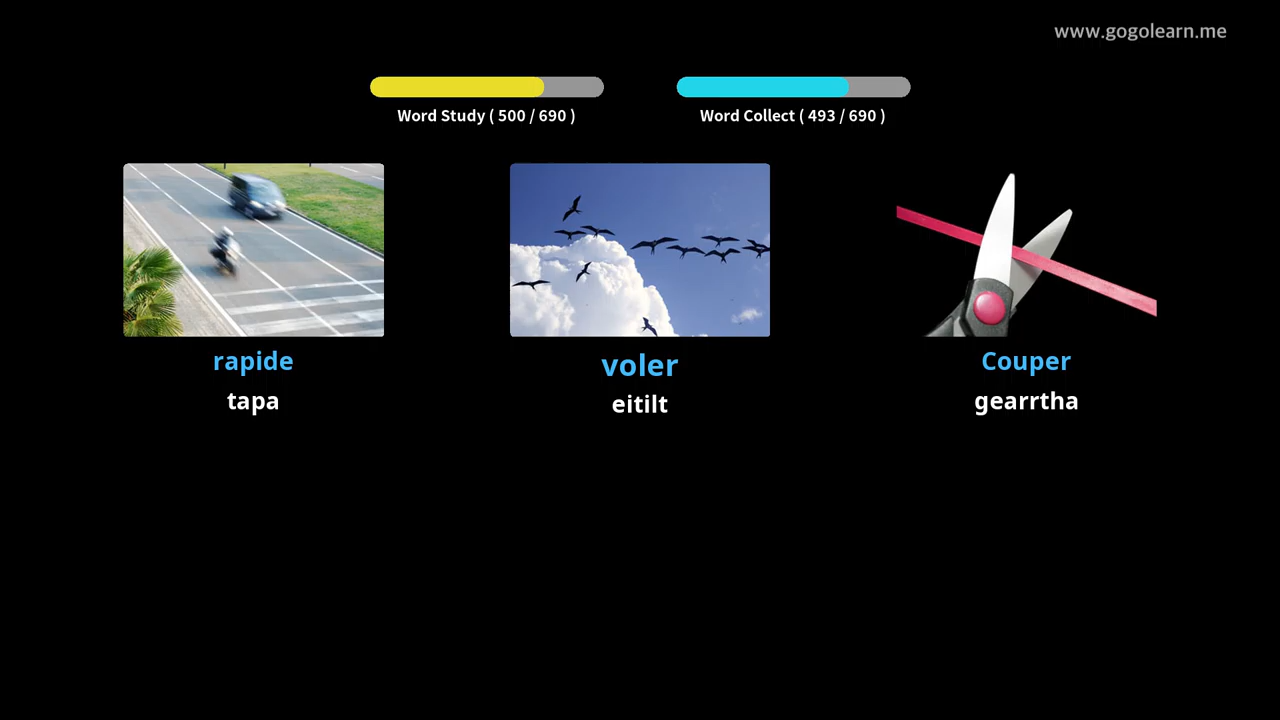 www.gogolearn.me
Word Study ( 500 / 690 )
Word Collect ( 493 / 690 )
rapide
tapa
voler
eitilt
Couper
gearrtha